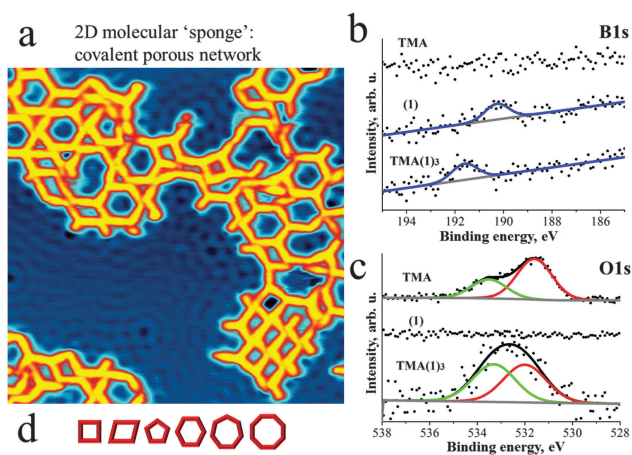 a
2D molecular ‘sponge’:
covalent porous network
b
B1s
TMA
(1)
TMA(1)3
Intensity, arb. u.
194 192 190 188 186
Binding energy, eV
c
O1s
TMA
(1)
TMA(1)3
Intensity, arb. u.
538 536 534 532 530 528
Binding energy, eV
d